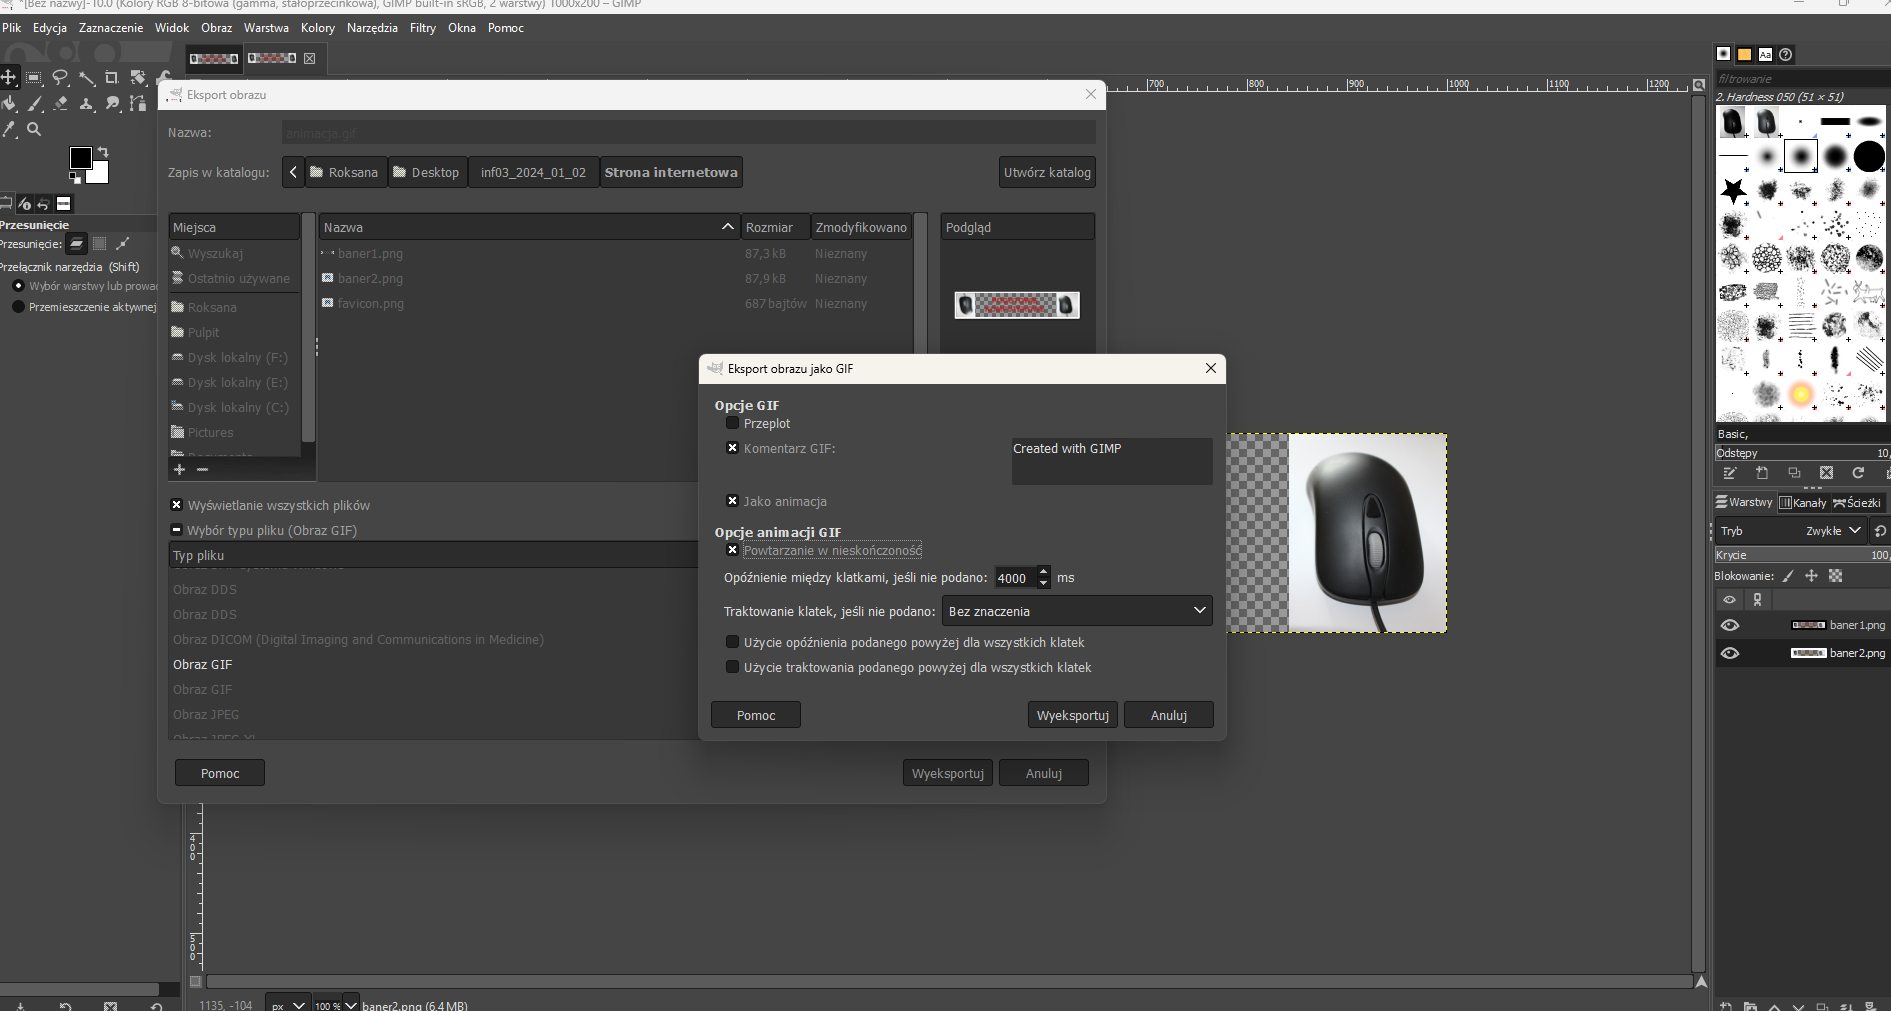 *[Bez nazwy]-10.0 (Kolory RGB 8-bitowa (gamma, stałoprzecinkowa), GIMP built-in sRGB, 2 warstwy) 1000x200 – GIMP
Plik Edycja Zaznaczenie Widok Obraz Warstwa Kolory Narzędzia Filtry Okna Pomoc
700 800 900 1000 1100 1200
filtrowanie
2. Hardness 050 (51 × 51)
Basic,
Odstępy 10,
Warstwy Kanały Ścieżki
Tryb Zwykłe
Krycie 100,
Blokowanie:
baner1.png
baner2.png
Przesunięcie
Przesunięcie:
Przełącznik narzędzia (Shift)
Wybór warstwy lub prowad
Przemieszczenie aktywnej
Eksport obrazu
Nazwa: animacja.gif
Zapis w katalogu: Roksana Desktop inf03_2024_01_02 Strona internetowa Utwórz katalog
Miejsca
Wyszukaj
Ostatnio używane
Roksana
Pulpit
Dysk lokalny (F:)
Dysk lokalny (E:)
Dysk lokalny (C:)
Pictures
Nazwa Rozmiar Zmodyfikowano
baner1.png 87,3 kB Nieznany
baner2.png 87,9 kB Nieznany
favicon.png 687 bajtów Nieznany
Podgląd
Wyświetlanie wszystkich plików
Wybór typu pliku (Obraz GIF)
Typ pliku
Obraz DDS
Obraz DDS
Obraz DICOM (Digital Imaging and Communications in Medicine)
Obraz GIF
Obraz GIF
Obraz JPEG
Pomoc Wyeksportuj Anuluj
Eksport obrazu jako GIF
Opcje GIF
Przeplot
Komentarz GIF: Created with GIMP
Jako animacja
Opcje animacji GIF
Powtarzanie w nieskończoność
Opóźnienie między klatkami, jeśli nie podano: 4000 ms
Traktowanie klatek, jeśli nie podano: Bez znaczenia
Użycie opóźnienia podanego powyżej dla wszystkich klatek
Użycie traktowania podanego powyżej dla wszystkich klatek
Pomoc Wyeksportuj Anuluj
400
500
1135, -104 px 100 % baner2.png (6,4 MB)